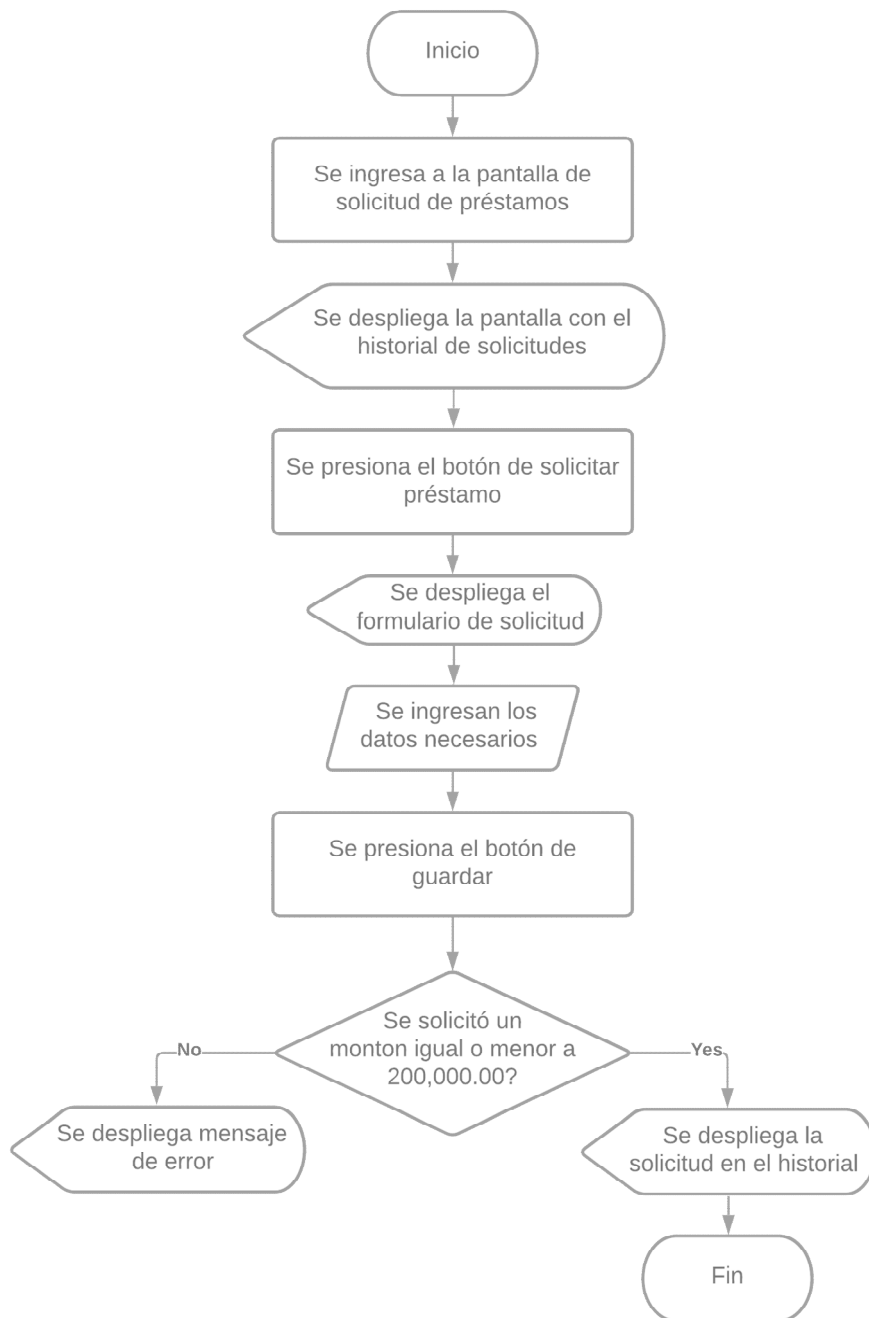 Inicio
Se ingresa a la pantalla de
solicitud de préstamos
Se despliega la pantalla con el
historial de solicitudes
Se presiona el botón de solicitar
préstamo
Se despliega el
formulario de solicitud
Se ingresan los
datos necesarios
Se presiona el botón de
guardar
Se solicitó un
monton igual o menor a
200,000.00?
No
Yes
Se despliega mensaje
de error
Se despliega la
solicitud en el historial
Fin